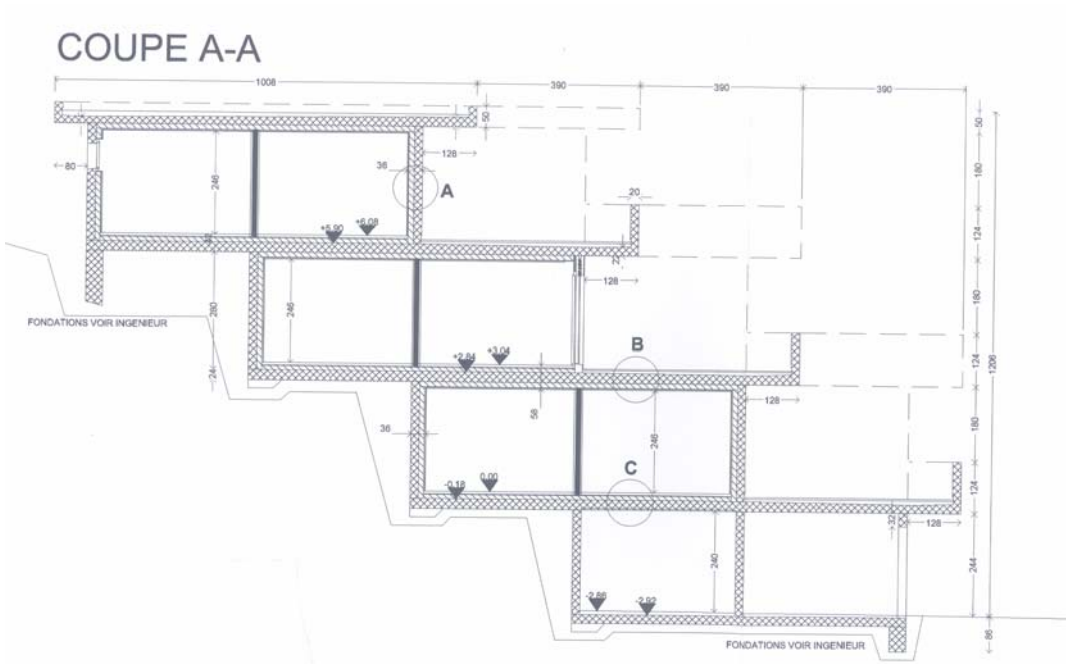 COUPE A-A
1008 390 390 390
50 50
80 246 36 128 180
A
20
+5.90 +6.08
124
22
128
280 246 180
FONDATIONS VOIR INGENIEUR
B
+2.84 +3.04
124 1206
24 58 128
36 246 180
C
-0.18 0.00
124
32 128
240 244
-2.86 -2.92
86
FONDATIONS VOIR INGENIEUR